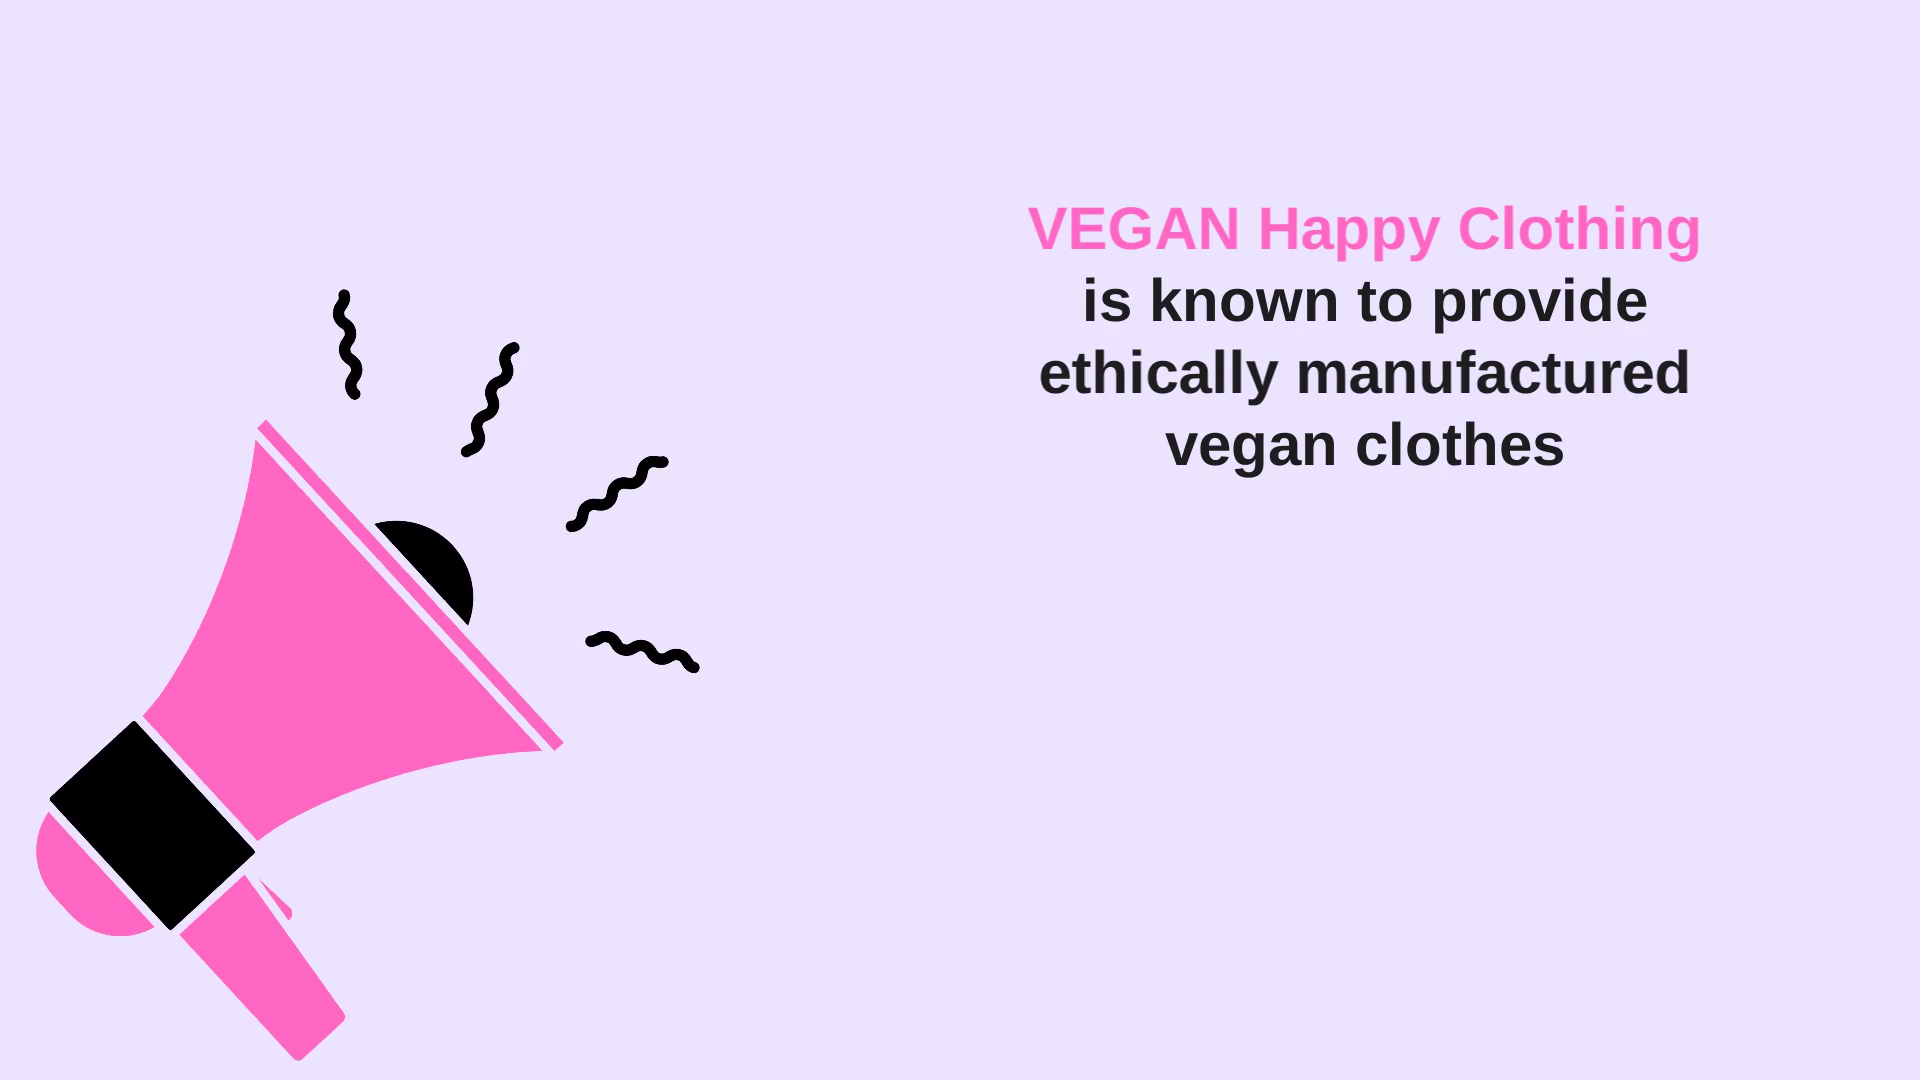 VEGAN Happy Clothing
is known to provide
ethically manufactured
vegan clothes